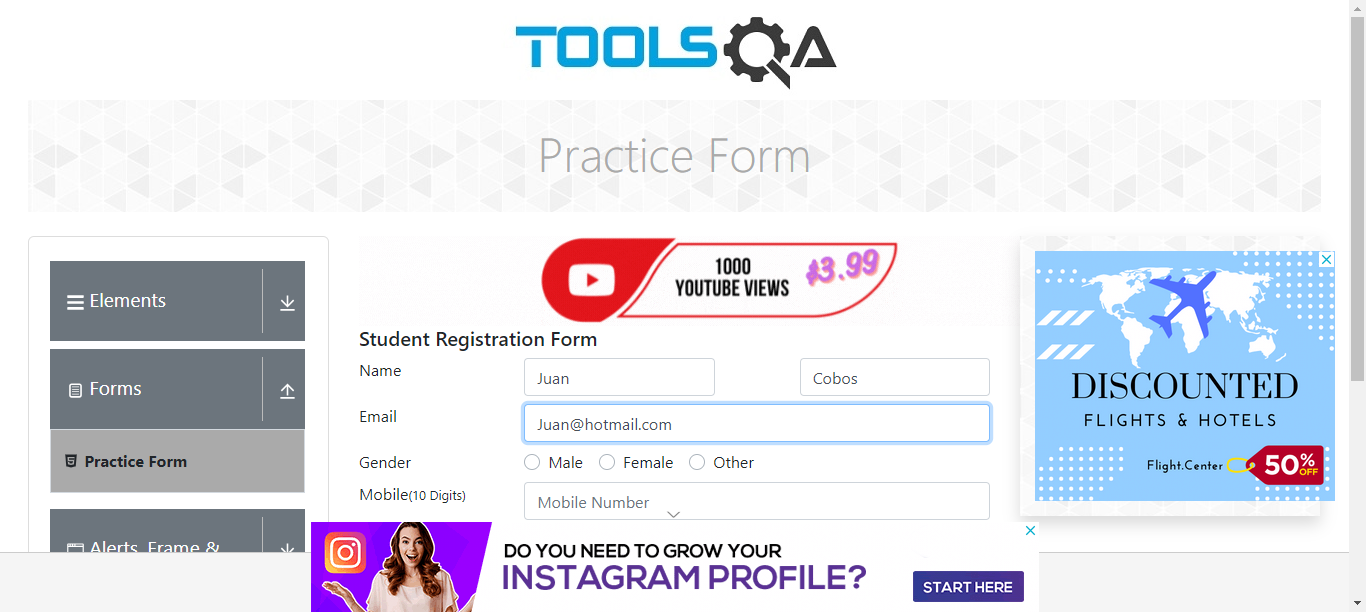 TOOLSQA
Practice Form
Elements
Forms
Practice Form
Alerts, Frame &
1000
YOUTUBE VIEWS
$3.99
Student Registration Form
Name
Juan
Cobos
Email
Juan@hotmail.com
Gender
Male
Female
Other
Mobile(10 Digits)
Mobile Number
DISCOUNTED
FLIGHTS & HOTELS
Flight.Center
50%
OFF
DO YOU NEED TO GROW YOUR
INSTAGRAM PROFILE?
START HERE